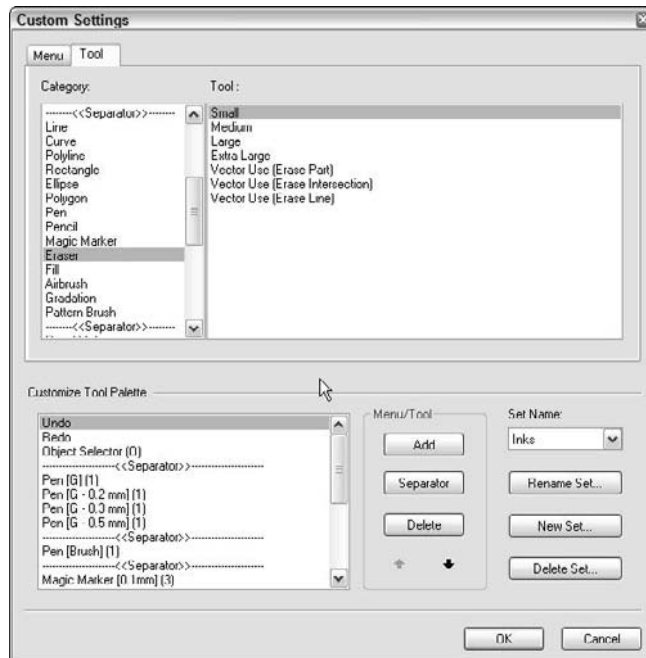 Custom Settings
Menu
Tool
Category:
Tool :
--------<<Separator>>--------
Line
Curve
Polyline
Rectangle
Ellipse
Polygon
Pen
Pencil
Magic Marker
Eraser
Fill
Airbrush
Gradation
Pattern Brush
--------<<Separator>>--------
Small
Medium
Large
Extra Large
Vector Use (Erase Part)
Vector Use (Erase Intersection)
Vector Use (Erase Line)
Customize Tool Palette
Undo
Redo
Object Selector (O)
----------------------<<Separator>>----------------------
Pen [G] (1)
Pen [G - 0.2 mm] (1)
Pen [G - 0.3 mm] (1)
Pen [G - 0.5 mm] (1)
----------------------<<Separator>>----------------------
Pen [Brush] (1)
----------------------<<Separator>>----------------------
Magic Marker [0.1mm] (3)
Menu/Tool
Add
Separator
Delete
Set Name:
Inks
Rename Set...
New Set...
Delete Set...
OK
Cancel